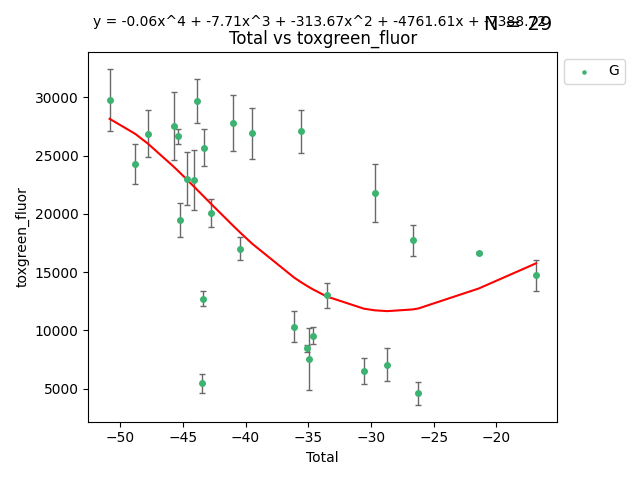 y = -0.06x^4 + -7.71x^3 + -313.67x^2 + -4761.61x +
N = 29
Total vs toxgreen_fluor
G
30000
25000
20000
15000
10000
5000
toxgreen_fluor
−50 −45 −40 −35 −30 −25 −20
Total